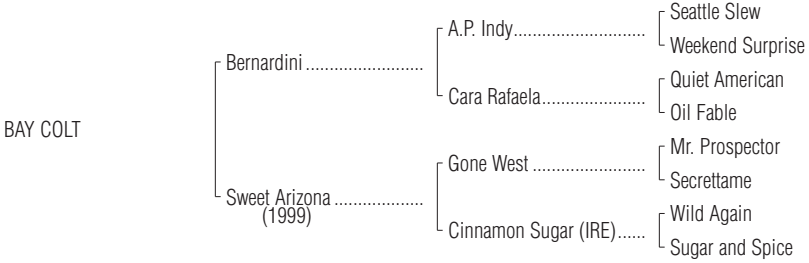 Seattle Slew
A.P. Indy..............................
Weekend Surprise
Bernardini ...........................
Quiet American
Cara Rafaela........................
Oil Fable
BAY COLT
Mr. Prospector
Gone West ..........................
Secrettame
Sweet Arizona ....................
(1999)
Wild Again
Cinnamon Sugar (IRE)......
Sugar and Spice